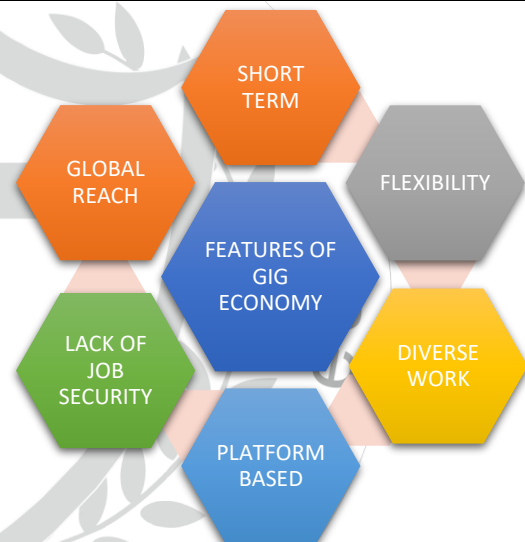 SHORT
TERM
FLEXIBILITY
DIVERSE
WORK
PLATFORM
BASED
LACK OF
JOB
SECURITY
GLOBAL
REACH
FEATURES OF
GIG
ECONOMY